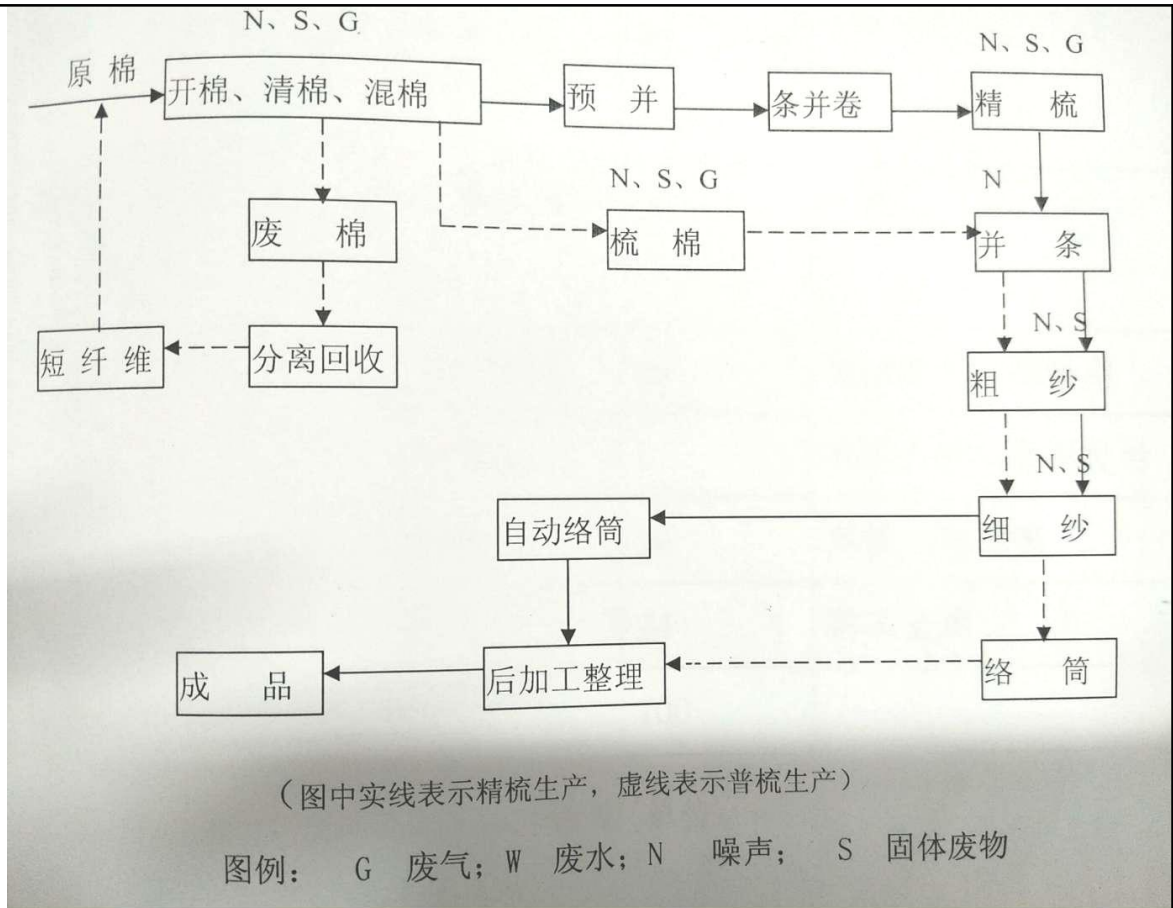 N、S、G
N、S、G
原棉
开棉、清棉、混棉
预 并
条并卷
精 梳
N、S、G
N
废 棉
梳 棉
并 条
N、S
短 纤 维
分离回收
粗 纱
N、S
自动络筒
细 纱
成 品
后加工整理
络 筒
（图中实线表示精梳生产，虚线表示普梳生产）
图例： G 废气；W 废水；N 噪声； S 固体废物